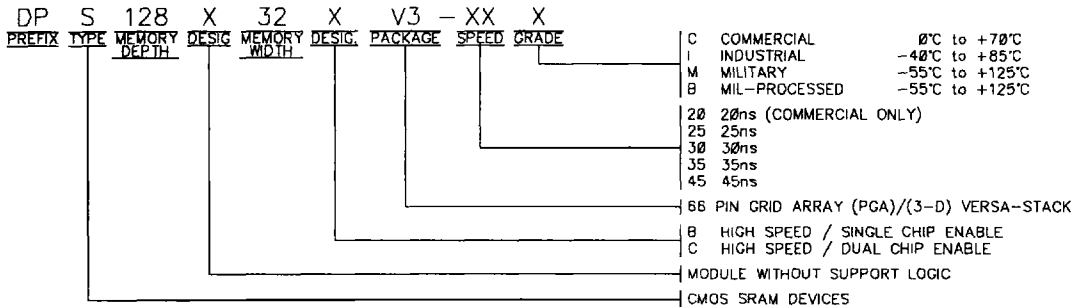 DP S 128 X 32 X V3 - XX X
PREFIX TYPE MEMORY DEPTH DESIG MEMORY WIDTH DESIG. PACKAGE SPEED GRADE
C COMMERCIAL 0°C to +70°C
I INDUSTRIAL -40°C to +85°C
M MILITARY -55°C to +125°C
B MIL-PROCESSED -55°C to +125°C
20 20ns (COMMERCIAL ONLY)
25 25ns
30 30ns
35 35ns
45 45ns
66 PIN GRID ARRAY (PGA)/(3-D) VERSA-STACK
B HIGH SPEED / SINGLE CHIP ENABLE
C HIGH SPEED / DUAL CHIP ENABLE
MODULE WITHOUT SUPPORT LOGIC
CMOS SRAM DEVICES